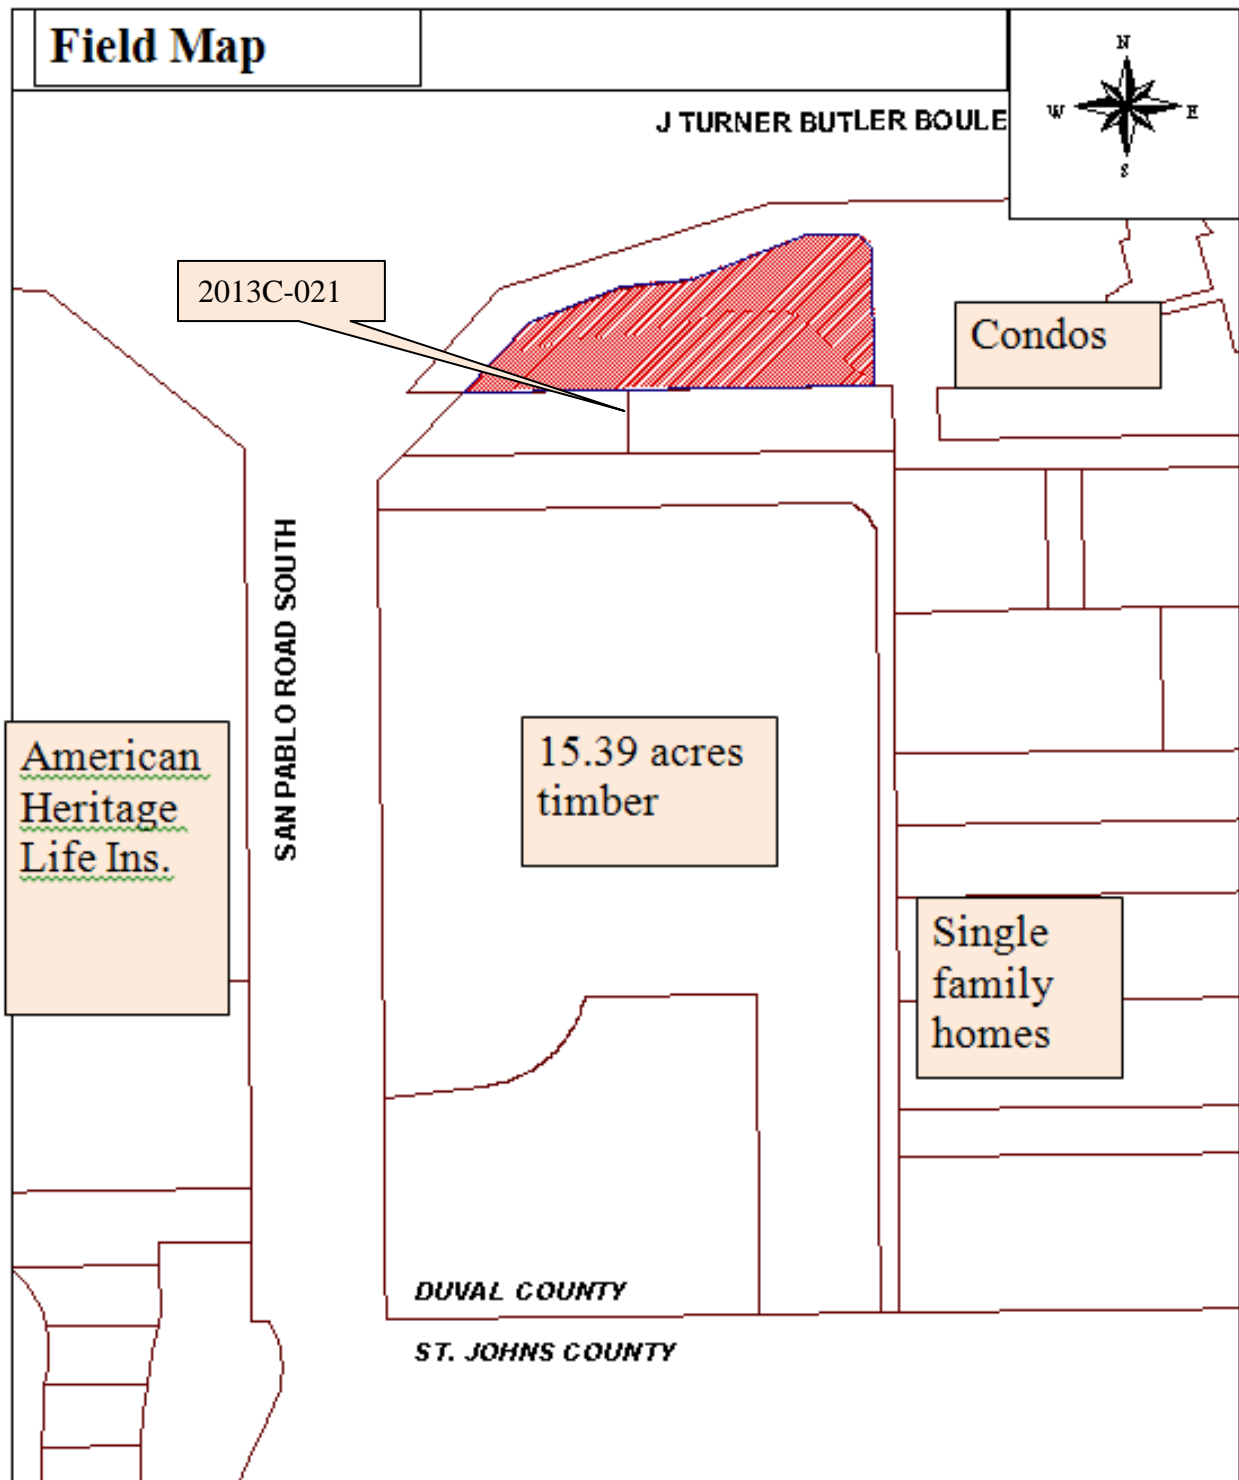 Field Map
N
W E
S
J TURNER BUTLER BOULE
2013C-021
Condos
SAN PABLO ROAD SOUTH
American
Heritage
Life Ins.
15.39 acres
timber
Single
family
homes
DUVAL COUNTY
ST. JOHNS COUNTY